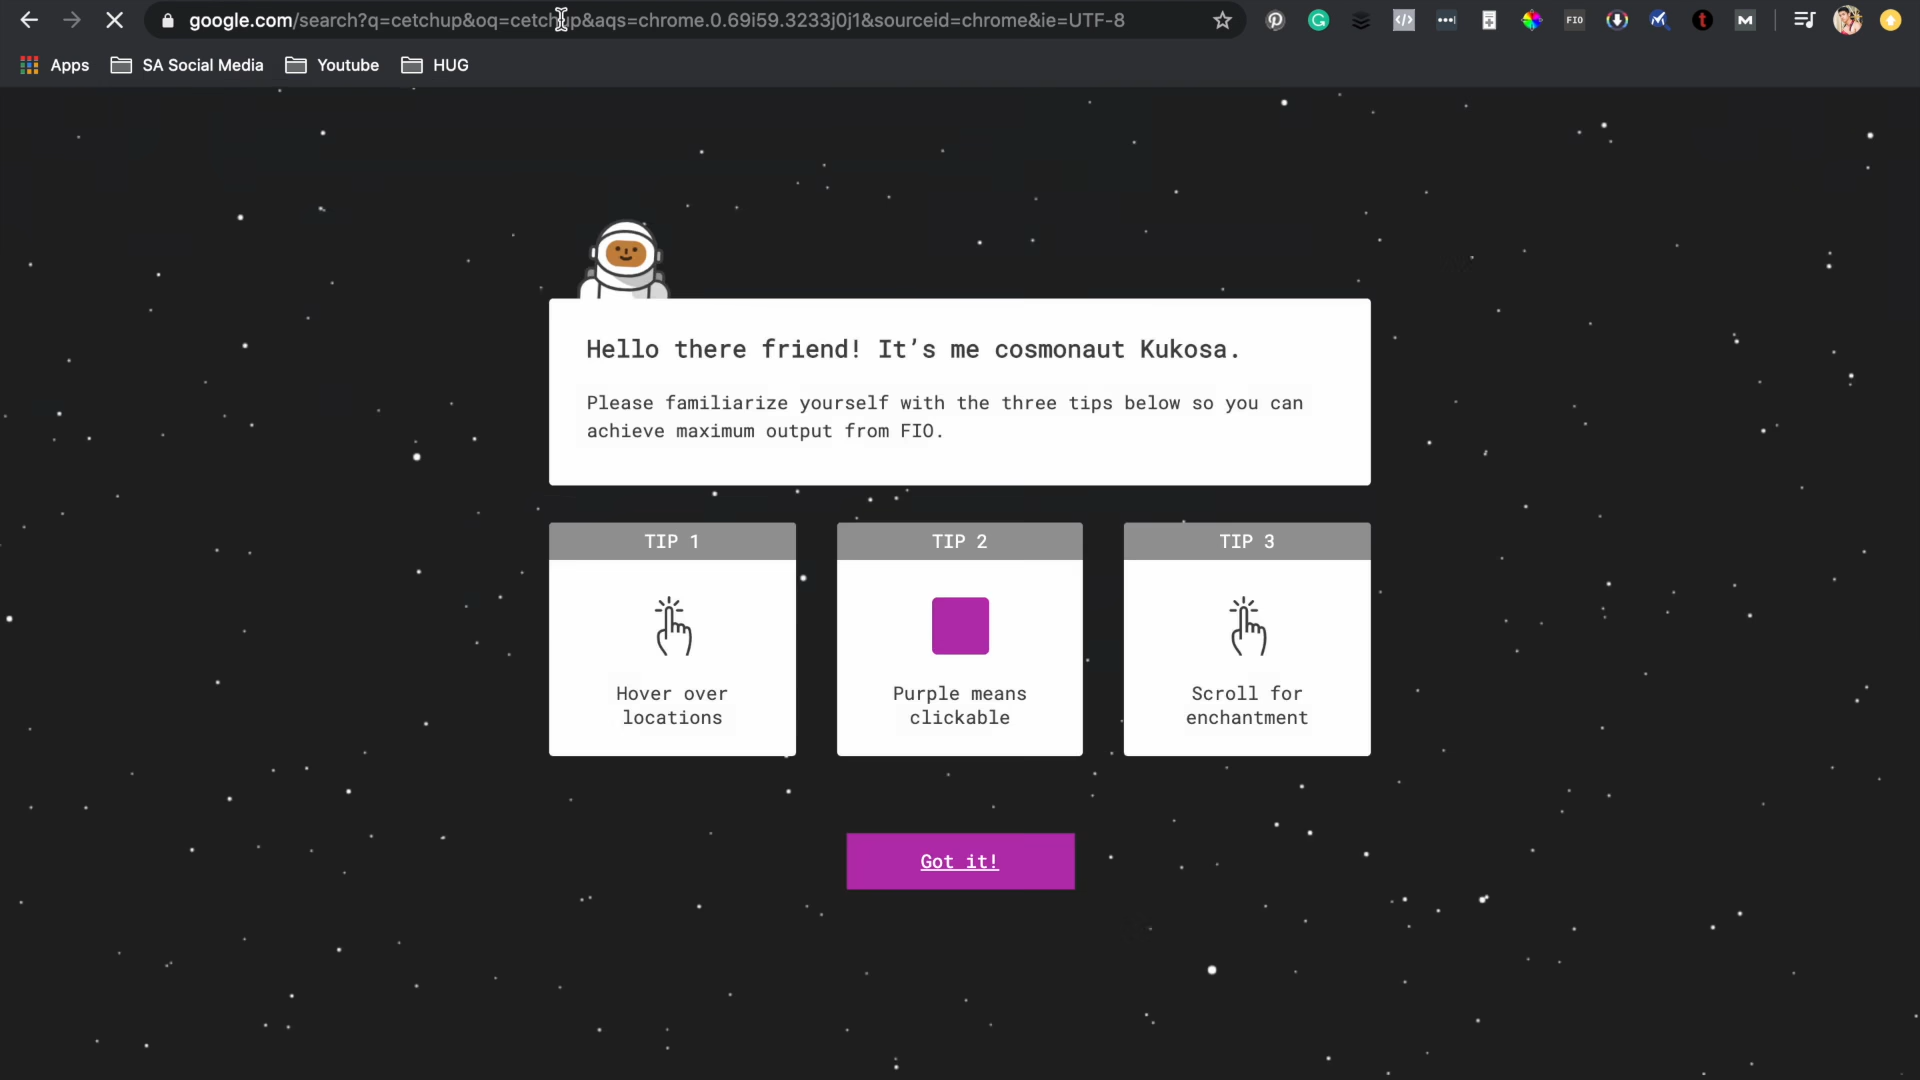 google.com/search?q=cetchup&oq=cetchup&aqs=chrome.0.69i59.3233j0j1&sourceid=chrome&ie=UTF-8
FIO
Apps SA Social Media Youtube HUG
Hello there friend! It’s me cosmonaut Kukosa.
Please familiarize yourself with the three tips below so you can
achieve maximum output from FIO.
TIP 1
Hover over
locations
TIP 2
Purple means
clickable
TIP 3
Scroll for
enchantment
Got it!